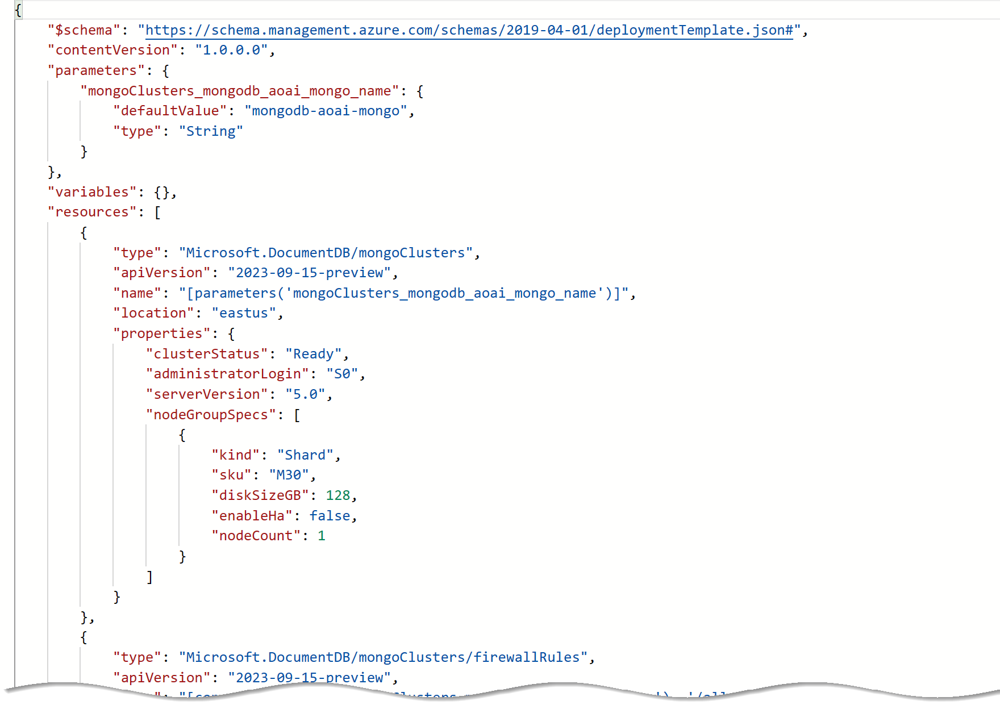 {
    "$schema": "https://schema.management.azure.com/schemas/2019-04-01/deploymentTemplate.json#",
    "contentVersion": "1.0.0.0",
    "parameters": {
        "mongoClusters_mongodb_aoai_mongo_name": {
            "defaultValue": "mongodb-aoai-mongo",
            "type": "String"
        }
    },
    "variables": {},
    "resources": [
        {
            "type": "Microsoft.DocumentDB/mongoClusters",
            "apiVersion": "2023-09-15-preview",
            "name": "[parameters('mongoClusters_mongodb_aoai_mongo_name')]",
            "location": "eastus",
            "properties": {
                "clusterStatus": "Ready",
                "administratorLogin": "S0",
                "serverVersion": "5.0",
                "nodeGroupSpecs": [
                    {
                        "kind": "Shard",
                        "sku": "M30",
                        "diskSizeGB": 128,
                        "enableHa": false,
                        "nodeCount": 1
                    }
                ]
            }
        },
        {
            "type": "Microsoft.DocumentDB/mongoClusters/firewallRules",
            "apiVersion": "2023-09-15-preview",